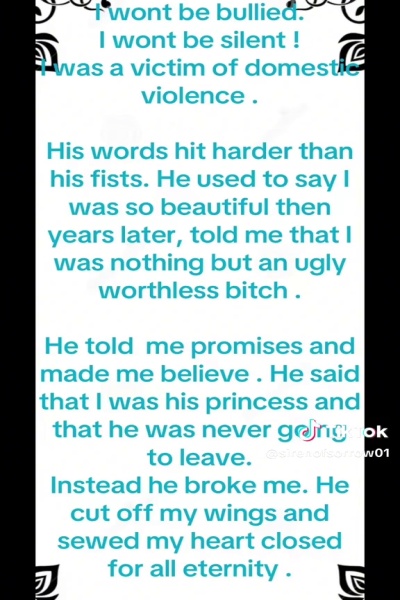 I wont be bullied.
I wont be silent !
I was a victim of domestic
violence .
His words hit harder than
his fists. He used to say I
was so beautiful then
years later, told me that I
was nothing but an ugly
worthless bitch .
He told me promises and
made me believe . He said
that I was his princess and
that he was never going
TikTok
to leave.
@sirenofsorrow01
Instead he broke me. He
cut off my wings and
sewed my heart closed
for all eternity .